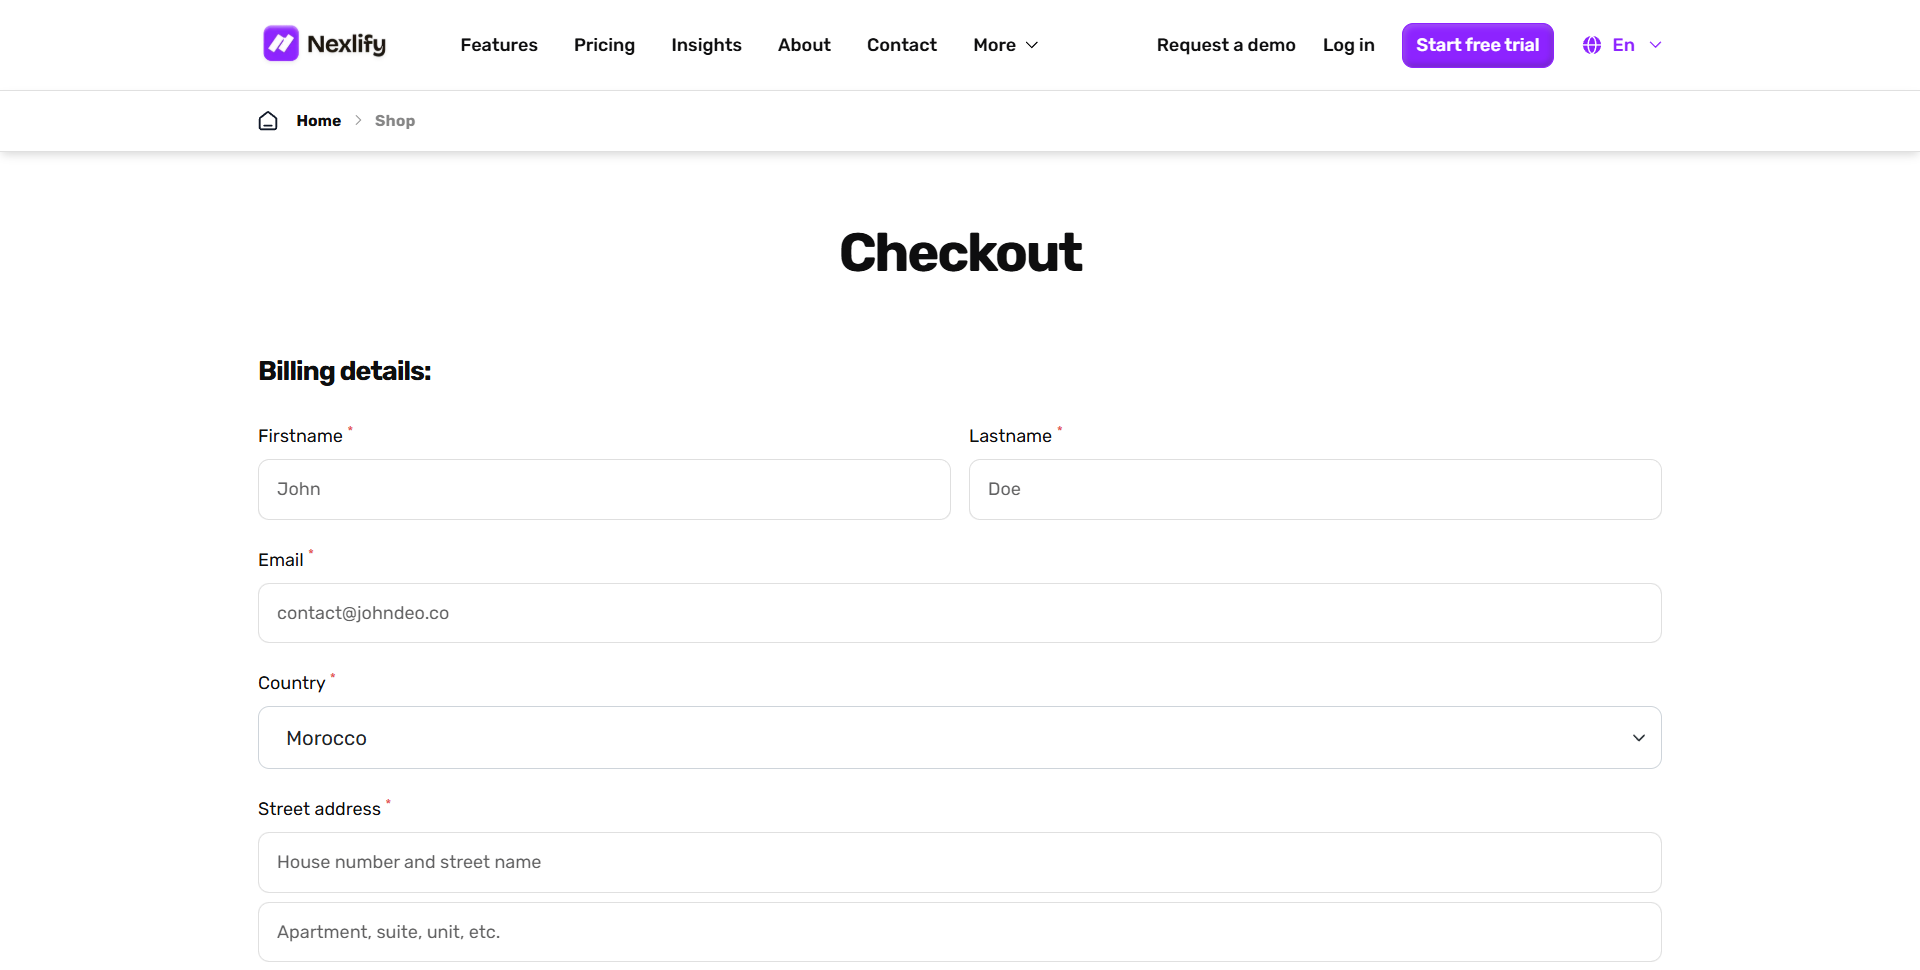 Nexlify Features Pricing Insights About Contact More Request a demo Log in Start free trial En
Home Shop
Checkout
Billing details:
Firstname * Lastname *
John Doe
Email *
contact@johndeo.co
Country *
Morocco
Street address *
House number and street name
Apartment, suite, unit, etc.